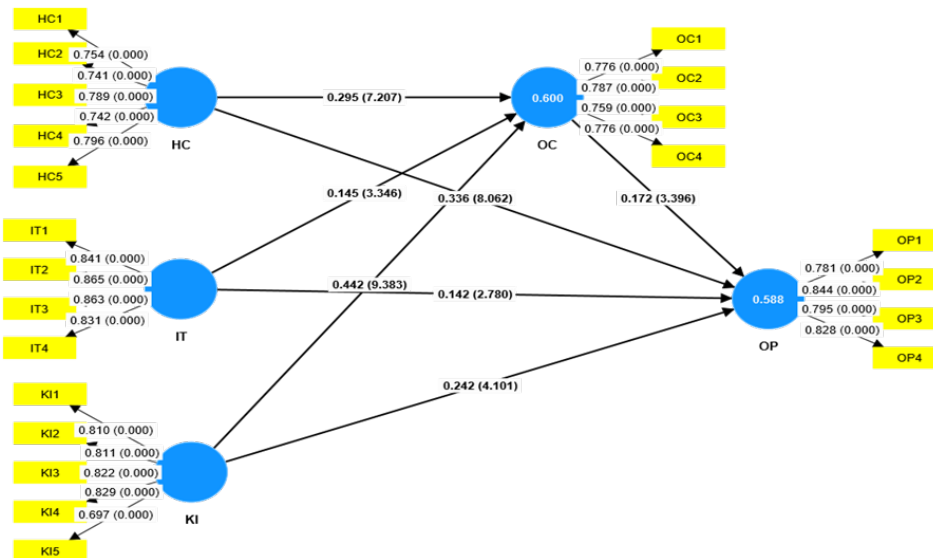 HC1
HC2
HC3
HC4
HC5
0.754 (0.000)
0.741 (0.000)
0.789 (0.000)
0.742 (0.000)
0.796 (0.000)
HC
IT1
IT2
IT3
IT4
0.841 (0.000)
0.865 (0.000)
0.863 (0.000)
0.831 (0.000)
IT
KI1
KI2
KI3
KI4
KI5
0.810 (0.000)
0.811 (0.000)
0.822 (0.000)
0.829 (0.000)
0.697 (0.000)
KI
0.295 (7.207)
0.145 (3.346)
0.336 (8.062)
0.442 (9.383)
0.142 (2.780)
0.242 (4.101)
0.172 (3.396)
0.600
OC
0.776 (0.000)
0.787 (0.000)
0.759 (0.000)
0.776 (0.000)
OC1
OC2
OC3
OC4
0.588
OP
0.781 (0.000)
0.844 (0.000)
0.795 (0.000)
0.828 (0.000)
OP1
OP2
OP3
OP4